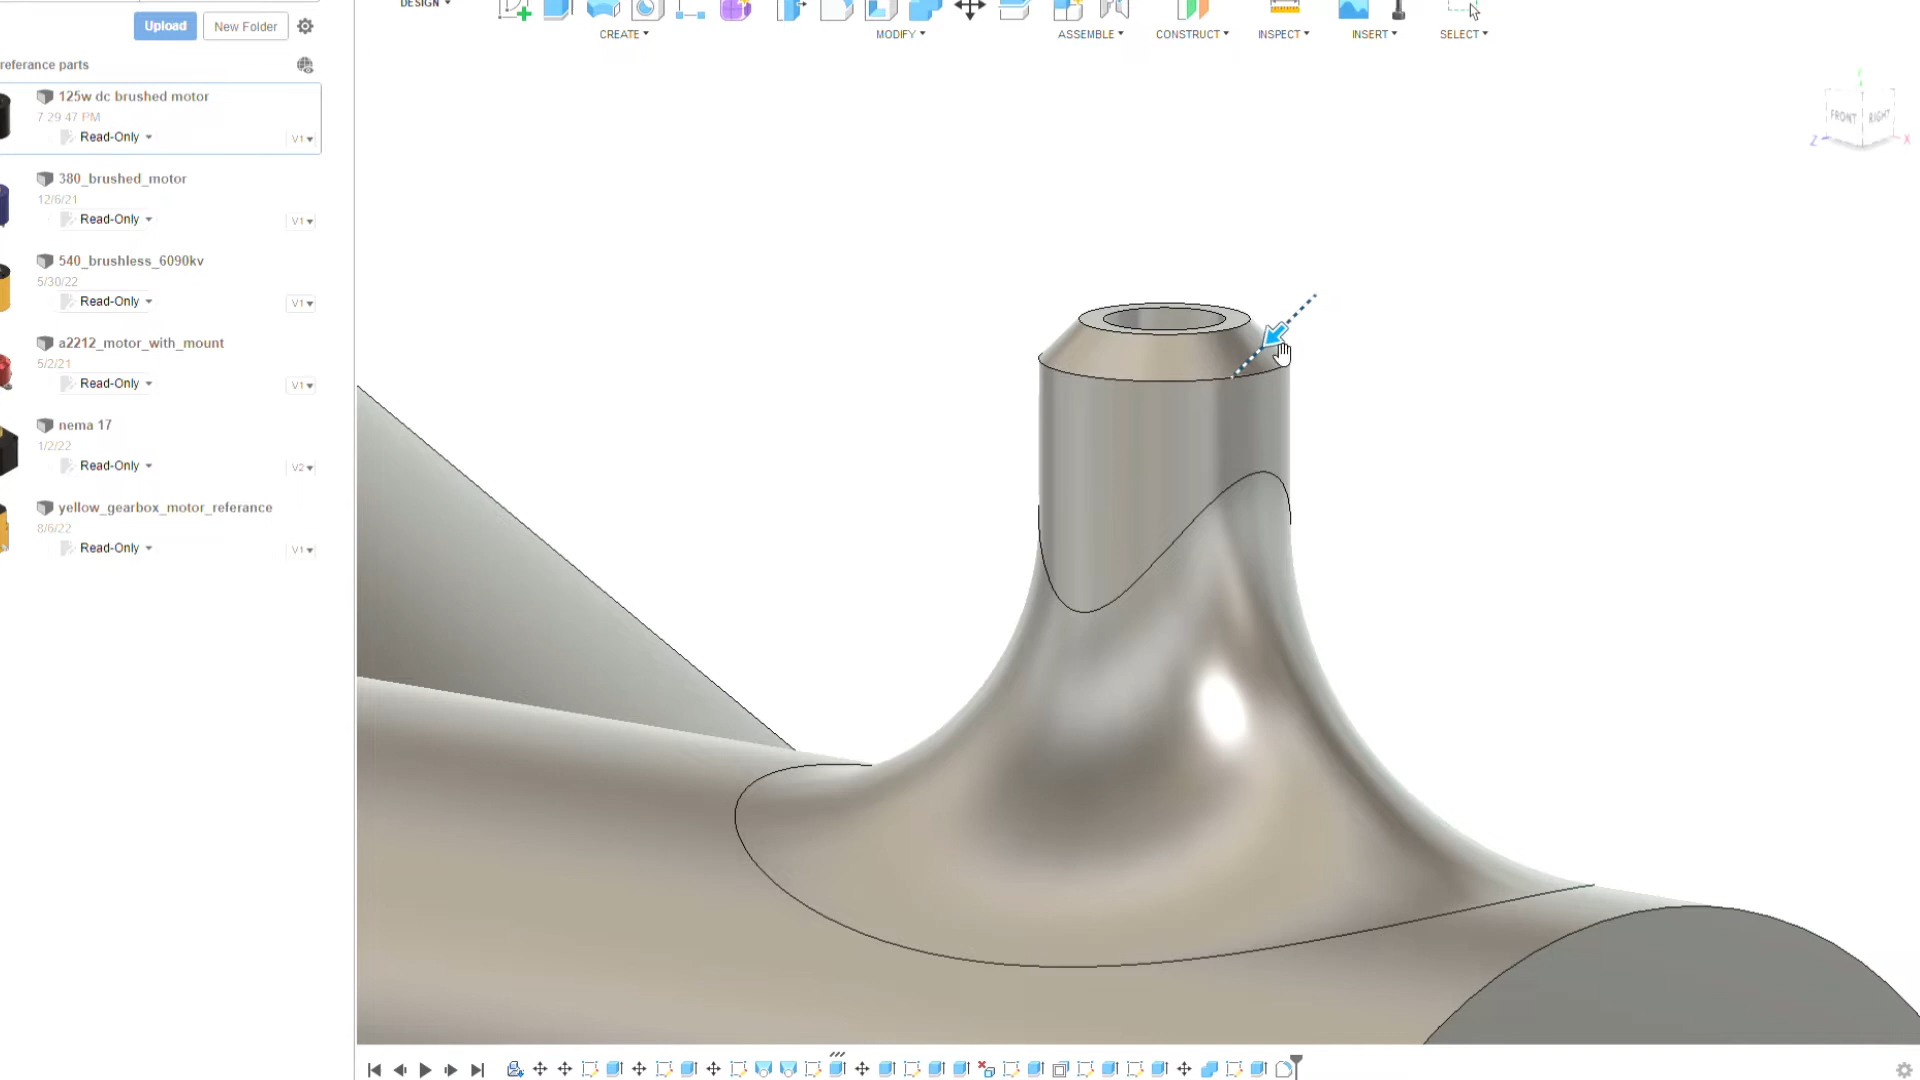 DESIGN
Upload
New Folder
CREATE
MODIFY
ASSEMBLE
CONSTRUCT
INSPECT
INSERT
SELECT
referance parts
125w dc brushed motor
7 29 47 PM
Read-Only
V1
380_brushed_motor
12/6/21
Read-Only
V1
540_brushless_6090kv
5/30/22
Read-Only
V1
a2212_motor_with_mount
5/2/21
Read-Only
V1
nema 17
1/2/22
Read-Only
V2
yellow_gearbox_motor_referance
8/6/22
Read-Only
V1
FRONT
RIGHT
Z
X